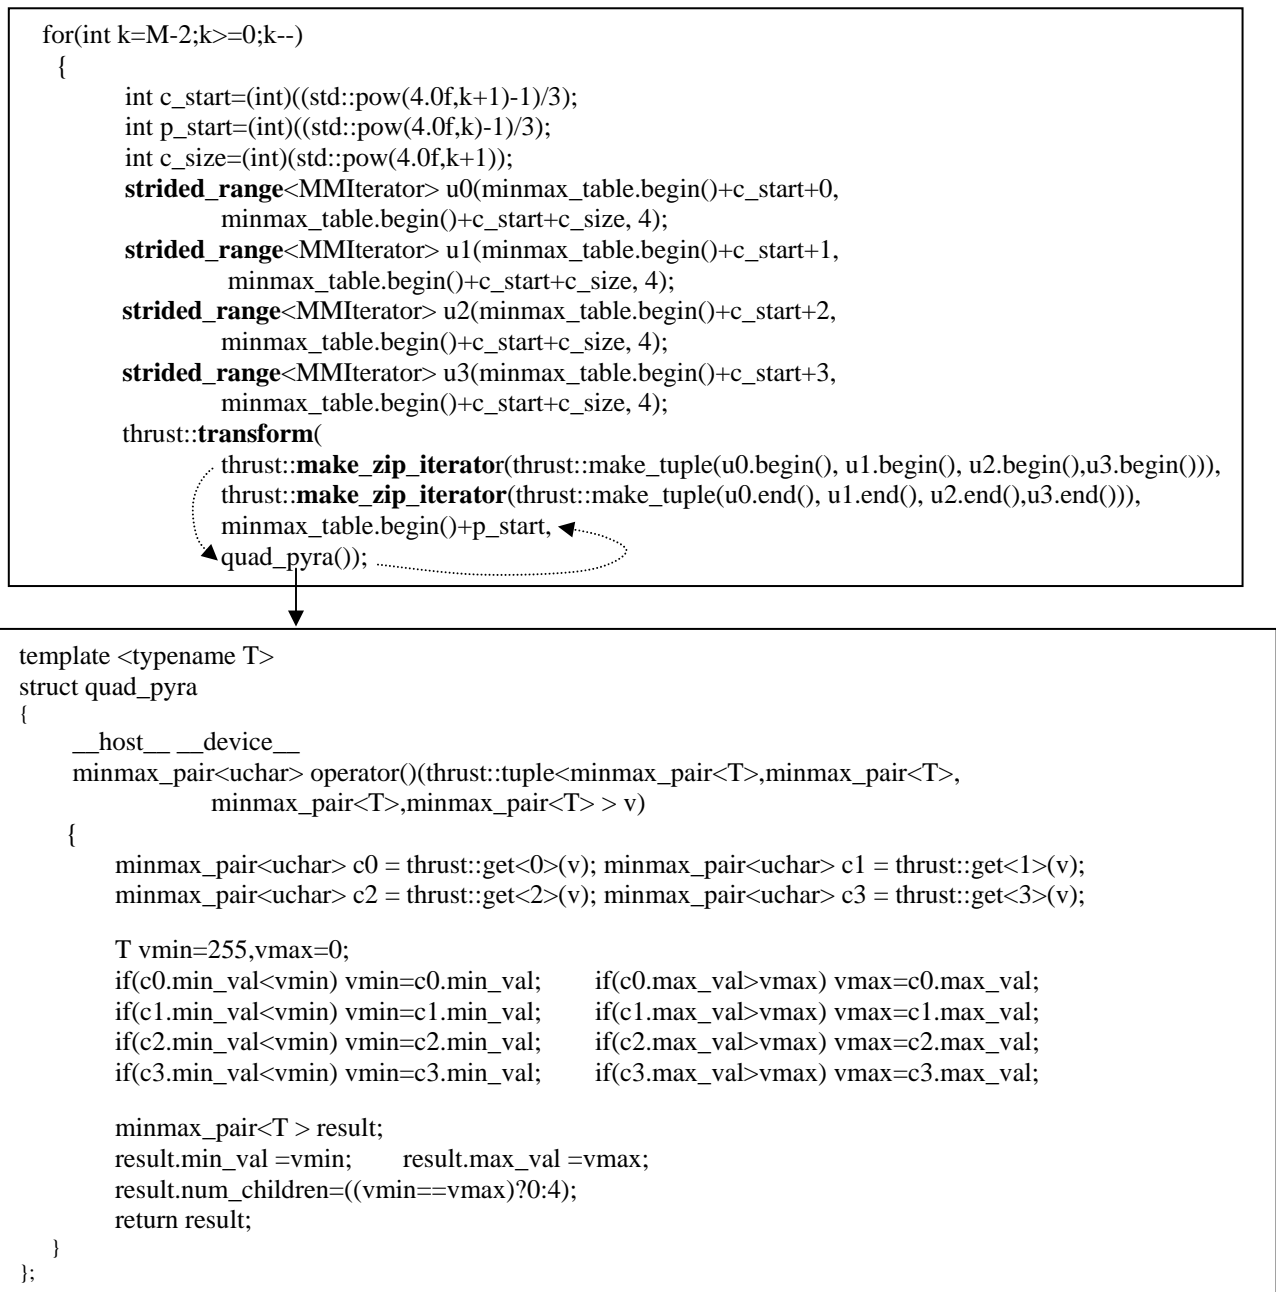 for(int k=M-2;k>=0;k--)
{
int c_start=(int)((std::pow(4.0f,k+1)-1)/3);
int p_start=(int)((std::pow(4.0f,k)-1)/3);
int c_size=(int)(std::pow(4.0f,k+1));
strided_range<MMIterator> u0(minmax_table.begin()+c_start+0,
minmax_table.begin()+c_start+c_size, 4);
strided_range<MMIterator> u1(minmax_table.begin()+c_start+1,
minmax_table.begin()+c_start+c_size, 4);
strided_range<MMIterator> u2(minmax_table.begin()+c_start+2,
minmax_table.begin()+c_start+c_size, 4);
strided_range<MMIterator> u3(minmax_table.begin()+c_start+3,
minmax_table.begin()+c_start+c_size, 4);
thrust::transform(
thrust::make_zip_iterator(thrust::make_tuple(u0.begin(), u1.begin(), u2.begin(),u3.begin())),
thrust::make_zip_iterator(thrust::make_tuple(u0.end(), u1.end(), u2.end(),u3.end())),
minmax_table.begin()+p_start,
quad_pyra());
template <typename T>
struct quad_pyra
{
__host__ __device__
minmax_pair<uchar> operator()(thrust::tuple<minmax_pair<T>,minmax_pair<T>,
minmax_pair<T>,minmax_pair<T> > v)
{
minmax_pair<uchar> c0 = thrust::get<0>(v); minmax_pair<uchar> c1 = thrust::get<1>(v);
minmax_pair<uchar> c2 = thrust::get<2>(v); minmax_pair<uchar> c3 = thrust::get<3>(v);
T vmin=255,vmax=0;
if(c0.min_val<vmin) vmin=c0.min_val; if(c0.max_val>vmax) vmax=c0.max_val;
if(c1.min_val<vmin) vmin=c1.min_val; if(c1.max_val>vmax) vmax=c1.max_val;
if(c2.min_val<vmin) vmin=c2.min_val; if(c2.max_val>vmax) vmax=c2.max_val;
if(c3.min_val<vmin) vmin=c3.min_val; if(c3.max_val>vmax) vmax=c3.max_val;
minmax_pair<T > result;
result.min_val =vmin; result.max_val =vmax;
result.num_children=((vmin==vmax)?0:4);
return result;
}
};